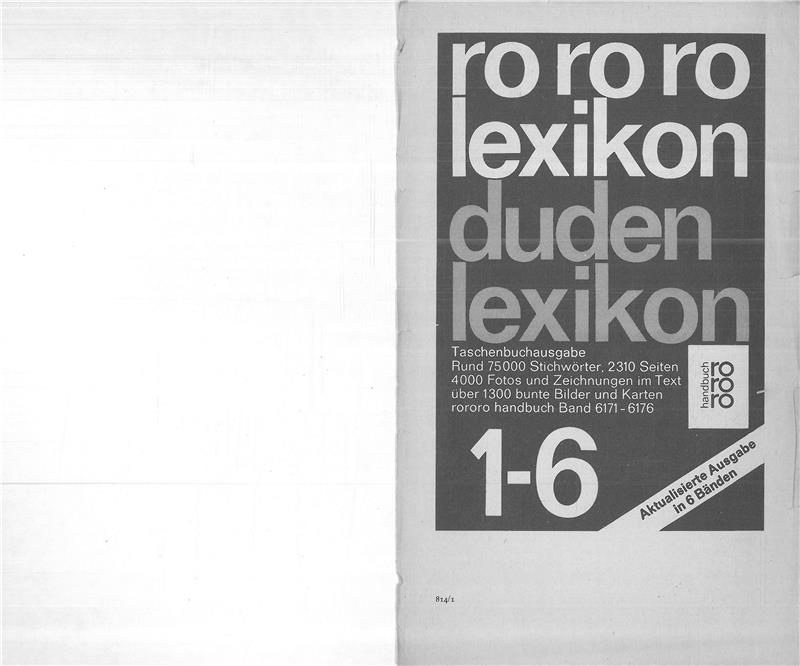 ro ro ro
lexikon
duden
lexikon
Taschenbuchausgabe
Rund 75000 Stichwörter, 2310 Seiten
4000 Fotos und Zeichnungen im Text
über 1300 bunte Bilder und Karten
rororo handbuch Band 6171–6176
handbuch
ro
ro
ro
1-6
Aktualisierte Ausgabe
in 6 Bänden
814/1